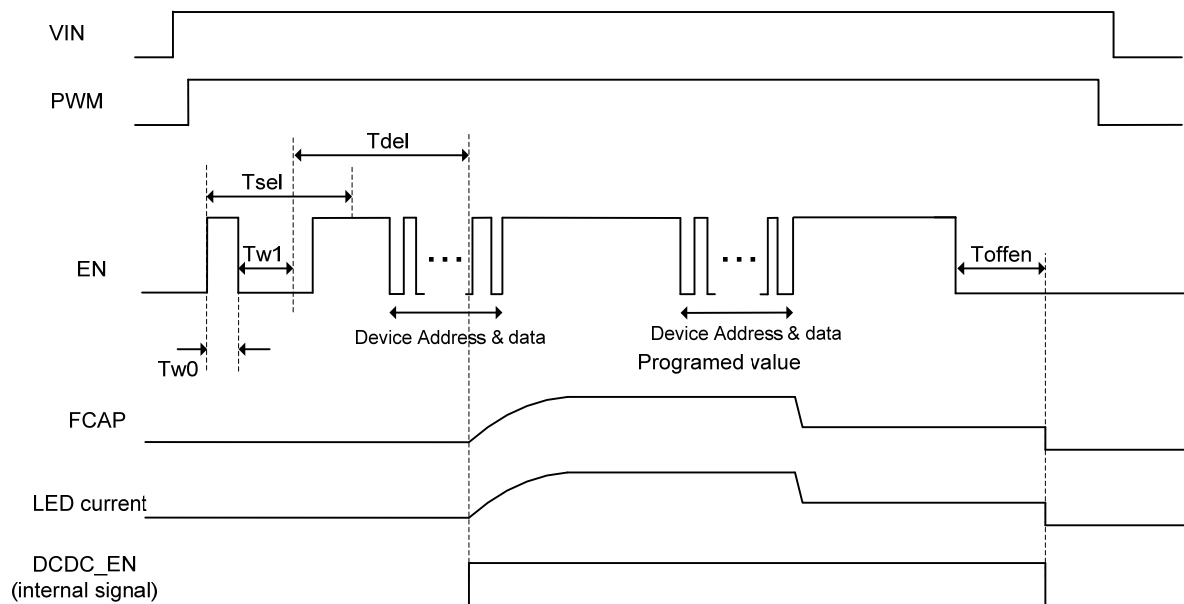 VIN
PWM
Tdel
Tsel
Tw1
Toffen
EN
Device Address & data
Device Address & data
Tw0
Programed value
FCAP
LED current
DCDC_EN
(internal signal)